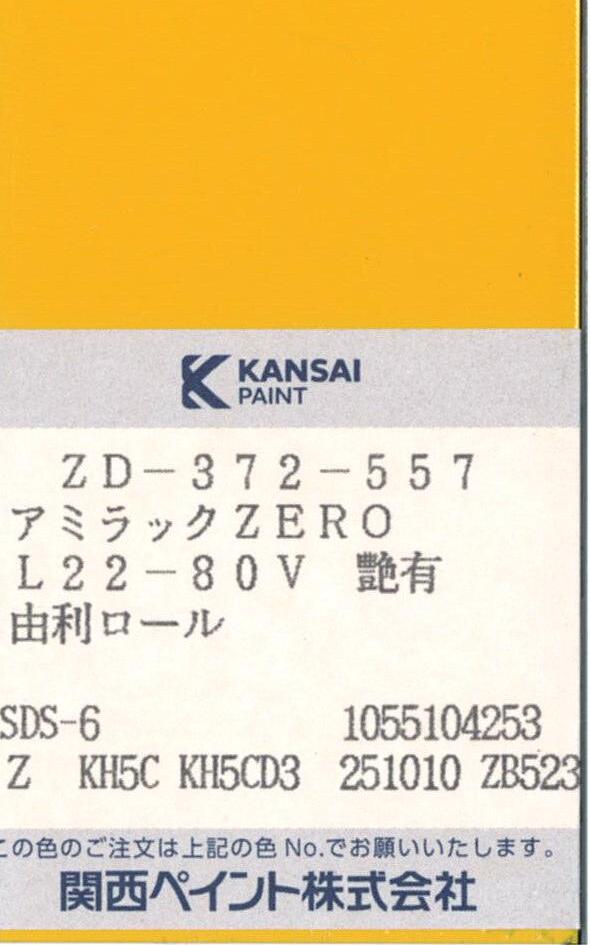 KANSAI
PAINT
ZD-372-557
アミラックZERO
L22-80V 艶有
由利ロール
SDS-6 1055104253
Z KH5C KH5CD3 251010 ZB523
この色のご注文は上記の色No.でお願いいたします。
関西ペイント株式会社